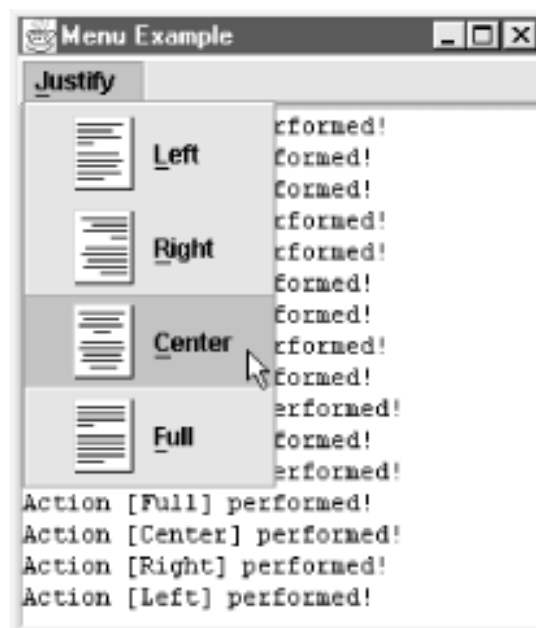 Menu Example
Justify
Left
Right
Center
Full
rformed!
formed!
formed!
rformed!
rformed!
formed!
formed!
rformed!
formed!
erformed!
formed!
erformed!
Action [Full] performed!
Action [Center] performed!
Action [Right] performed!
Action [Left] performed!